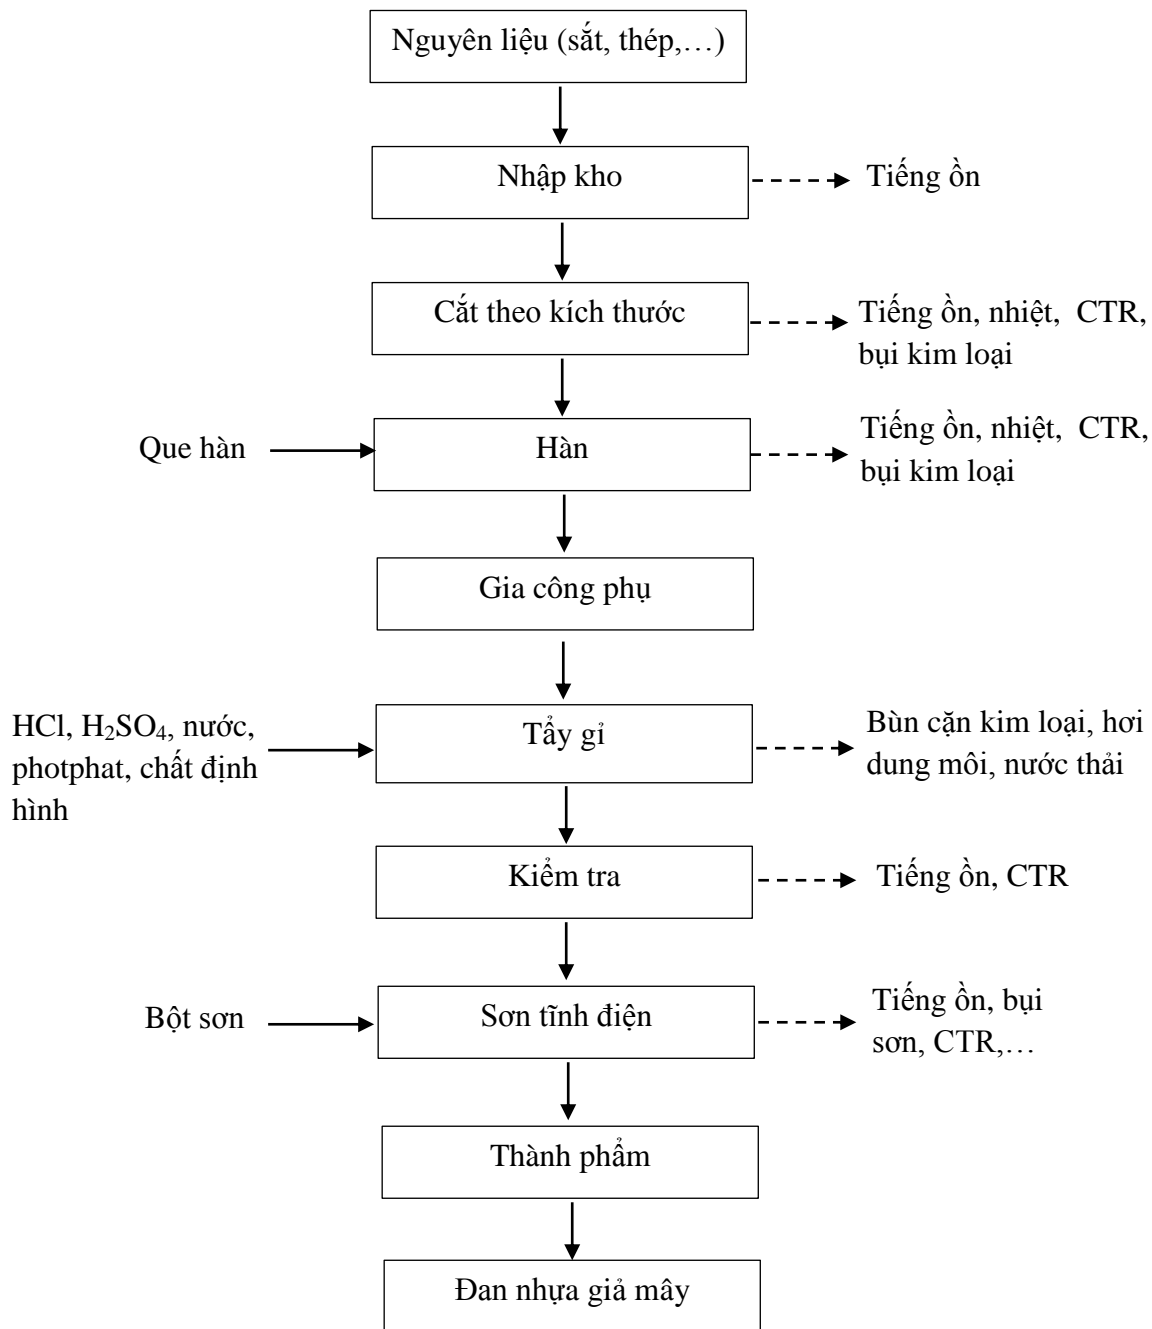 Nguyên liệu (sắt, thép,…)
Nhập kho
Tiếng ồn
Cắt theo kích thước
Tiếng ồn, nhiệt, CTR,
bụi kim loại
Que hàn
Hàn
Tiếng ồn, nhiệt, CTR,
bụi kim loại
Gia công phụ
HCl, H₂SO₄, nước,
photphat, chất định
hình
Tẩy gỉ
Bùn cặn kim loại, hơi
dung môi, nước thải
Kiểm tra
Tiếng ồn, CTR
Bột sơn
Sơn tĩnh điện
Tiếng ồn, bụi
sơn, CTR,…
Thành phẩm
Đan nhựa giả mây